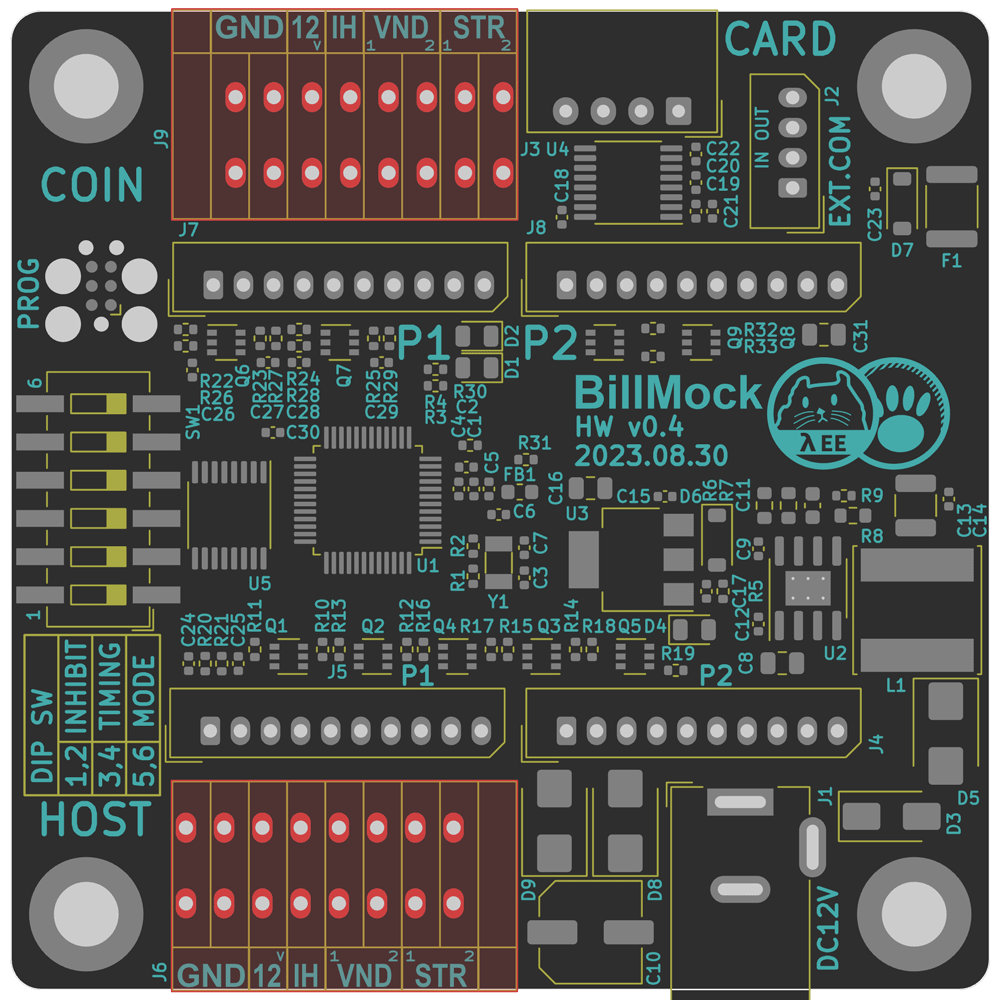 GND 12V IH VND STR
1 2 1 2
CARD
J9
COIN
J3 U4
C22
C20
C19
C21
C18
J2
IN OUT
EXT.COM
C23
D7
F1
J7
J8
PROG
P1
D2
D1
P2
Q9
R32
R33
Q8
C31
R22
R26
C26
Q6
R23
R27
C27
R24
R28
C28
Q7
R25
R29
C29
R4
R3
R30
C2
C1
C4
C30
6
SW1
1
BillMock
HW v0.4
2023.08.30
λ EE
R31
FB1
C5
C6
C16
U3
C15
D6
R6
R7
C11
R9
R8
C13
C14
U5
U1
R2
R1
C7
C3
Y1
C9
R5
C17
C12
U2
L1
C24
R20
R21
C25
R11
Q1
R10
R13
Q2
R12
R16
Q4
R17
R15
Q3
R14
R18
Q5
D4
R19
C8
J5
P1
P2
J4
DIP SW
1,2 INHIBIT
3,4 TIMING
5,6 MODE
HOST
J1
D5
D3
D9
D8
C10
DC12V
J6
1 2 1 2
GND 12V IH VND STR